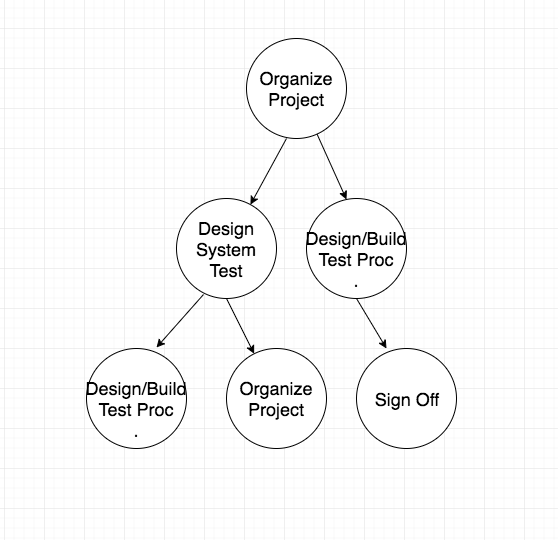 Organize
Project
Design
System
Test
Design/Build
Test Proc
.
Design/Build
Test Proc
.
Organize
Project
Sign Off